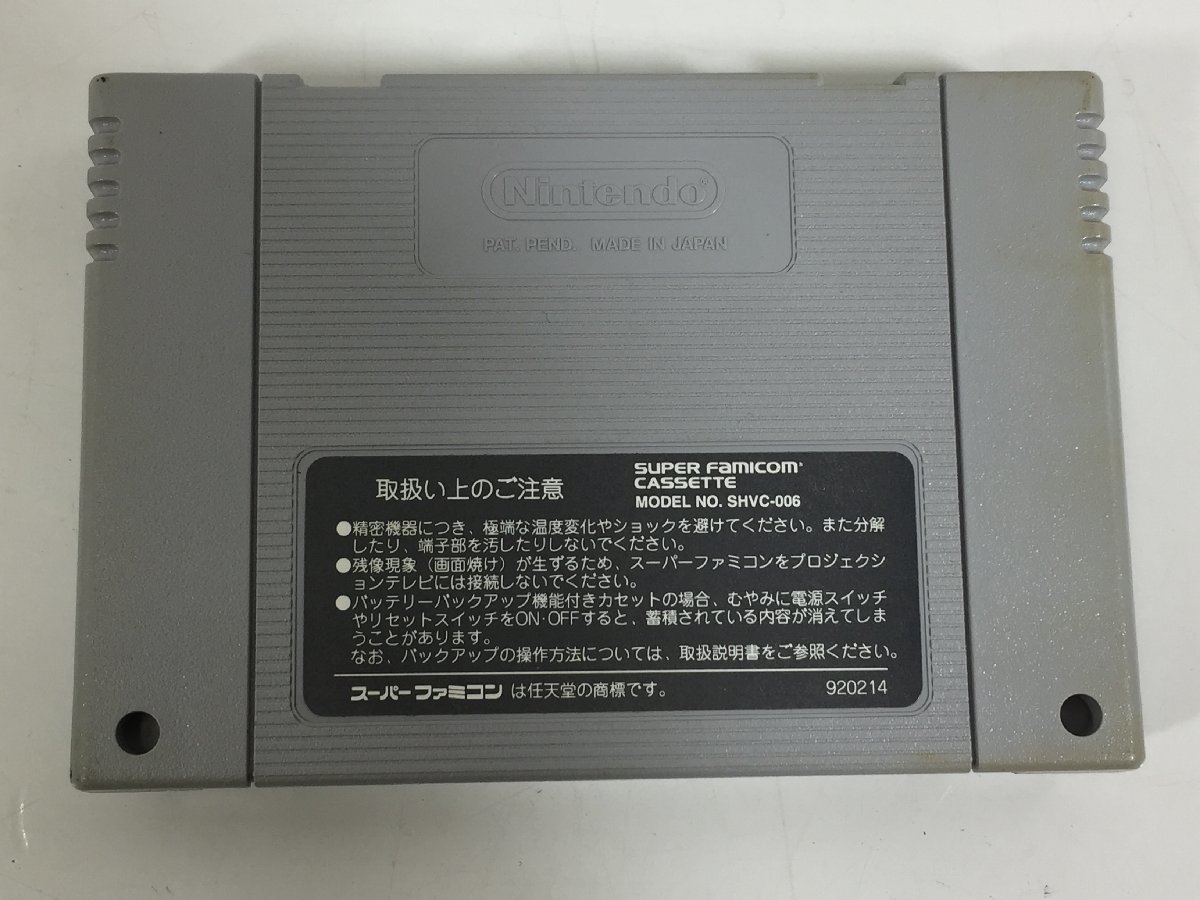 Nintendo®
PAT. PEND. MADE IN JAPAN
取扱い上のご注意
SUPER FAMICOM
CASSETTE
MODEL NO. SHVC-006
●精密機器につき、極端な温度変化やショックを避けてください。また分解
したり、端子部を汚したりしないでください。
●残像現象(画面焼け)が生ずるため、スーパーファミコンをプロジェクシ
ョンテレビには接続しないでください。
●バッテリーバックアップ機能付きカセットの場合、むやみに電源スイッチ
やリセットスイッチをON·OFFすると、蓄積されている内容が消えてしま
うことがあります。
なお、バックアップの操作方法については、取扱説明書をご参照ください。
スーパーファミコンは任天堂の商標です。
920214